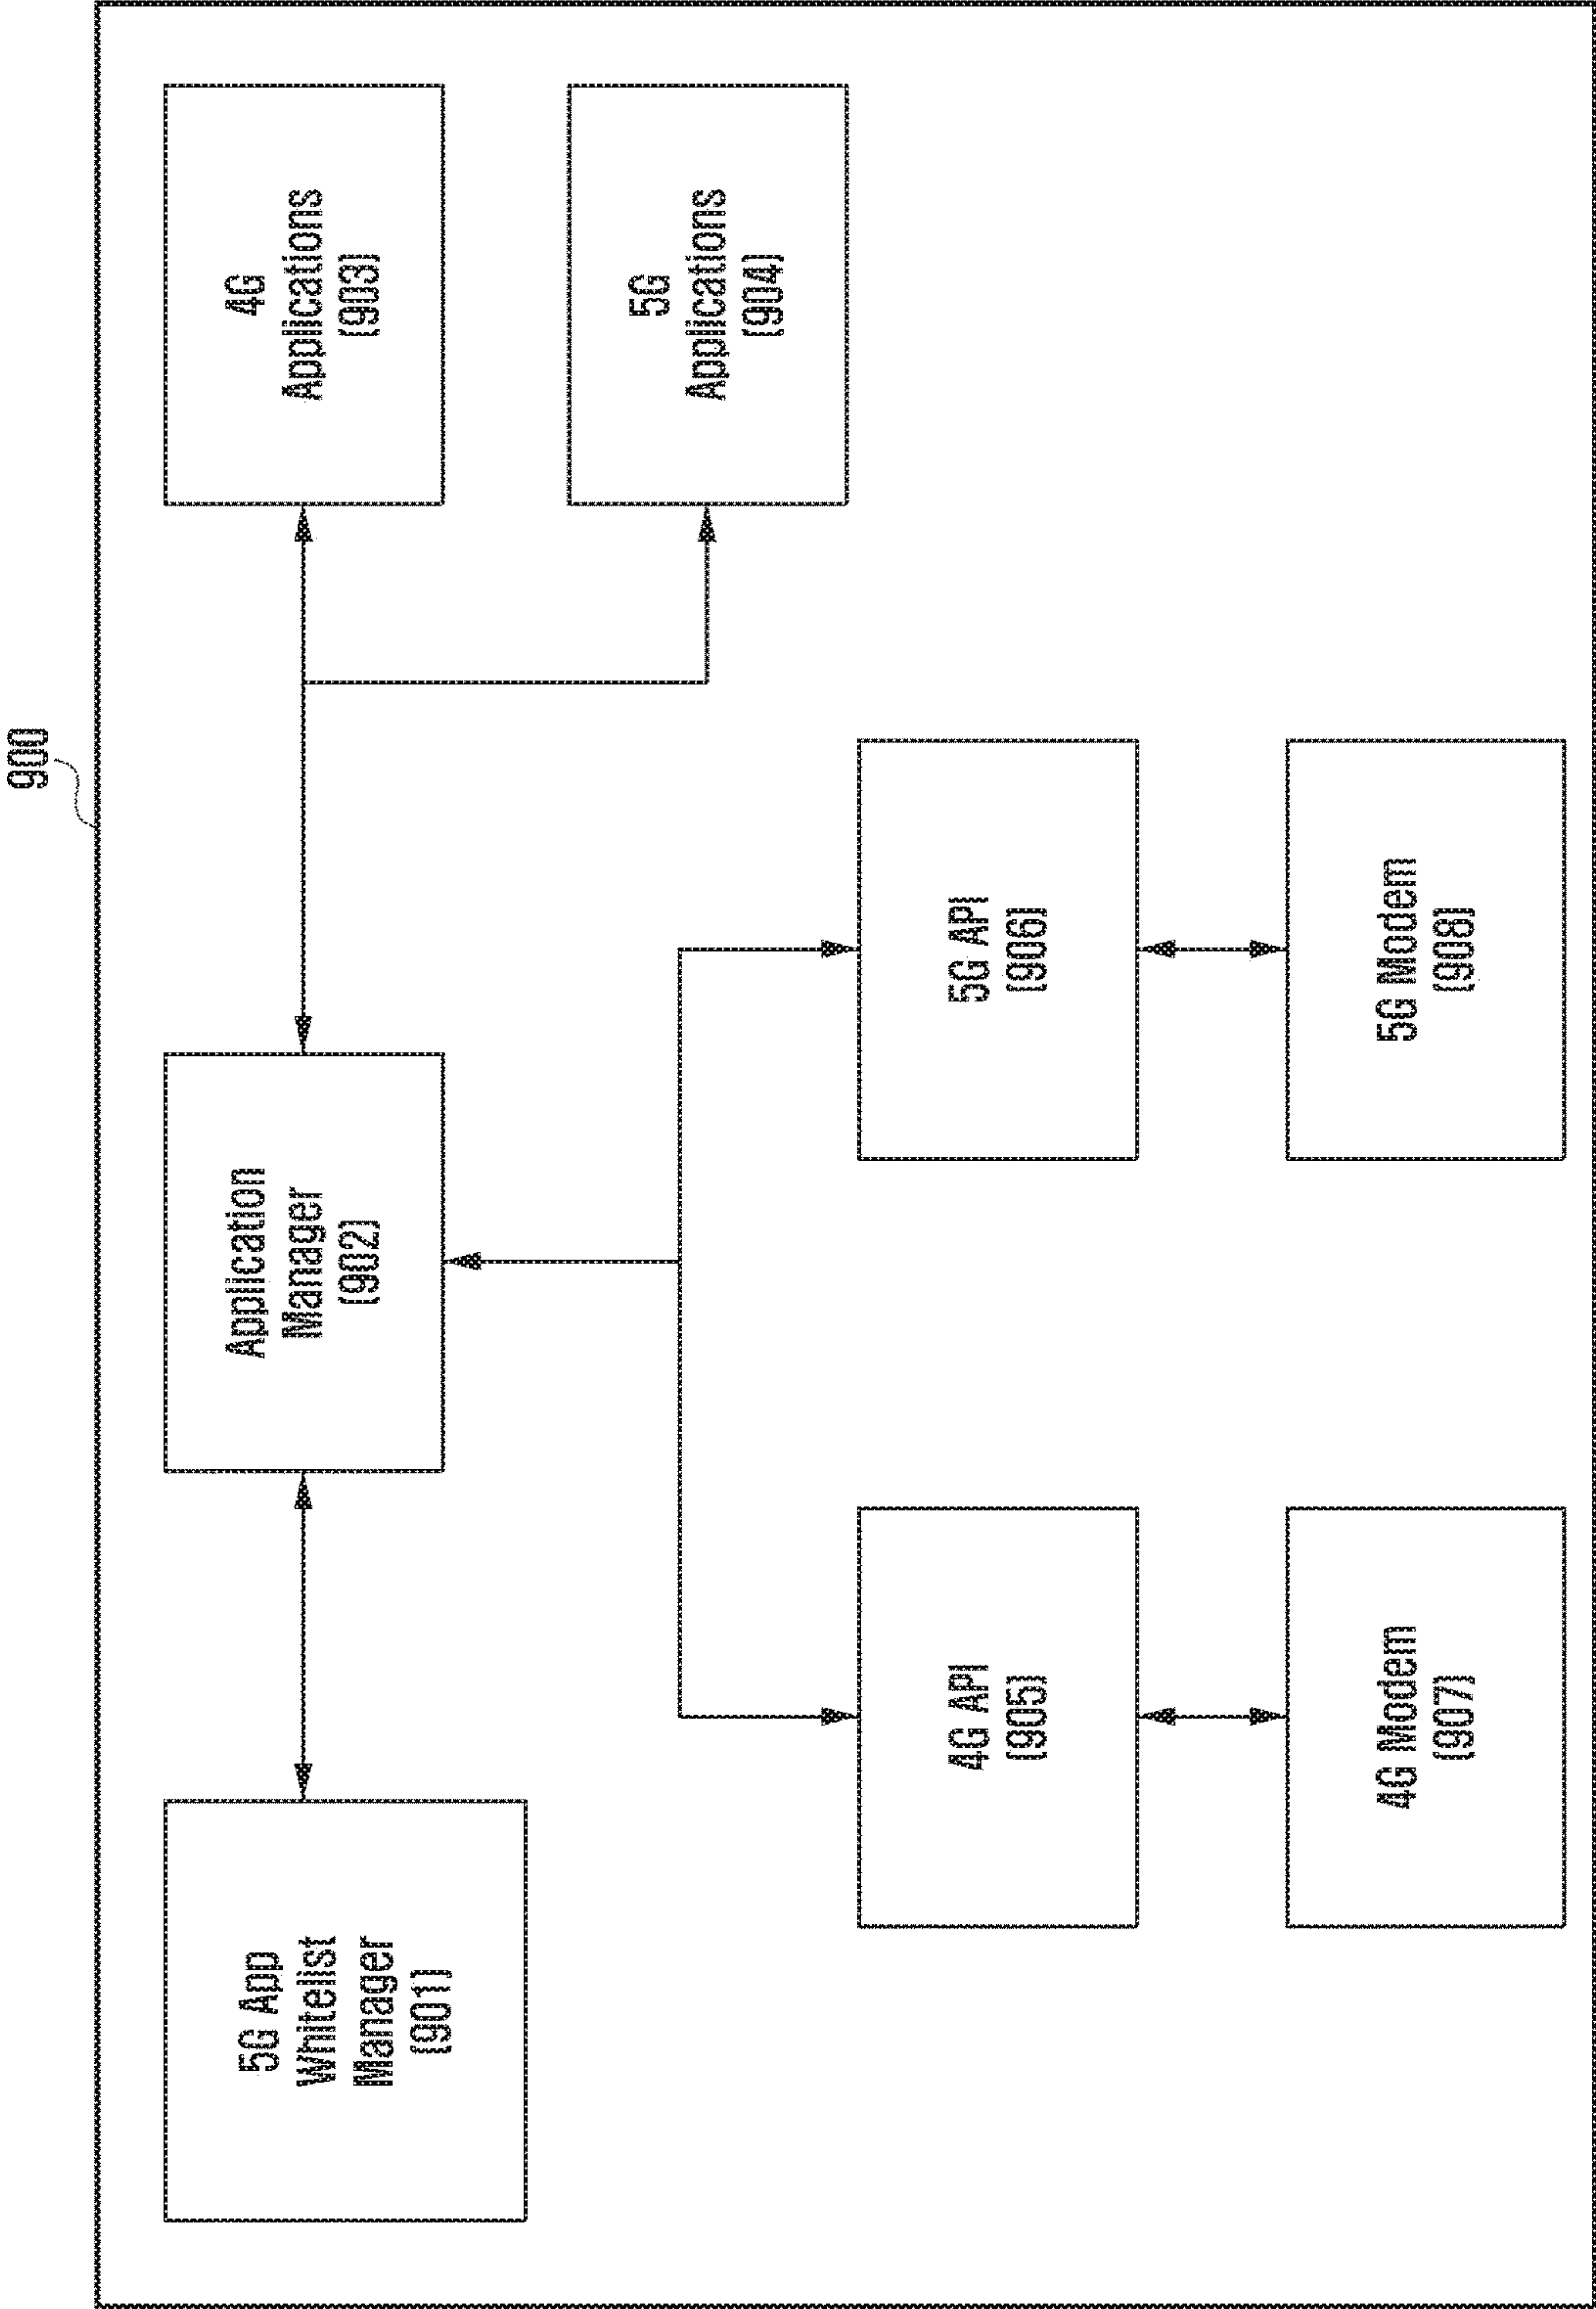 900
5G App
Whitelist
Manager
(901)
Application
Manager
(902)
4G
Applications
(903)
5G
Applications
(904)
4G API
(905)
5G API
(906)
4G Modem
(907)
5G Modem
(908)